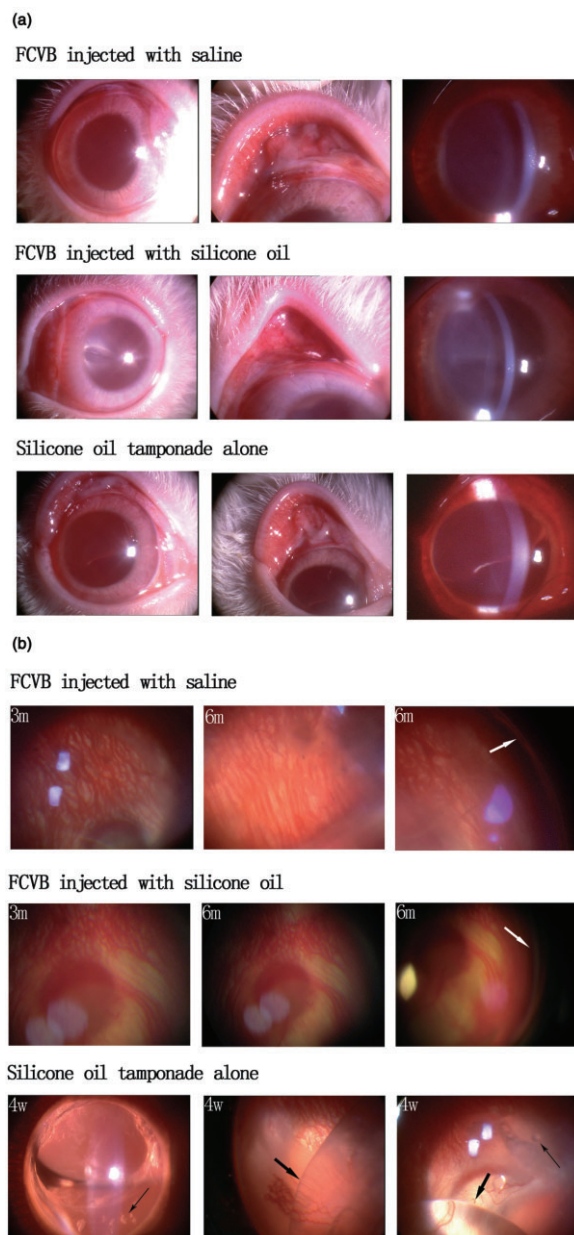 (a)
FCVB injected with saline
FCVB injected with silicone oil
Silicone oil tamponade alone
(b)
FCVB injected with saline
3m 6m 6m
FCVB injected with silicone oil
3m 6m 6m
Silicone oil tamponade alone
4w 4w 4w